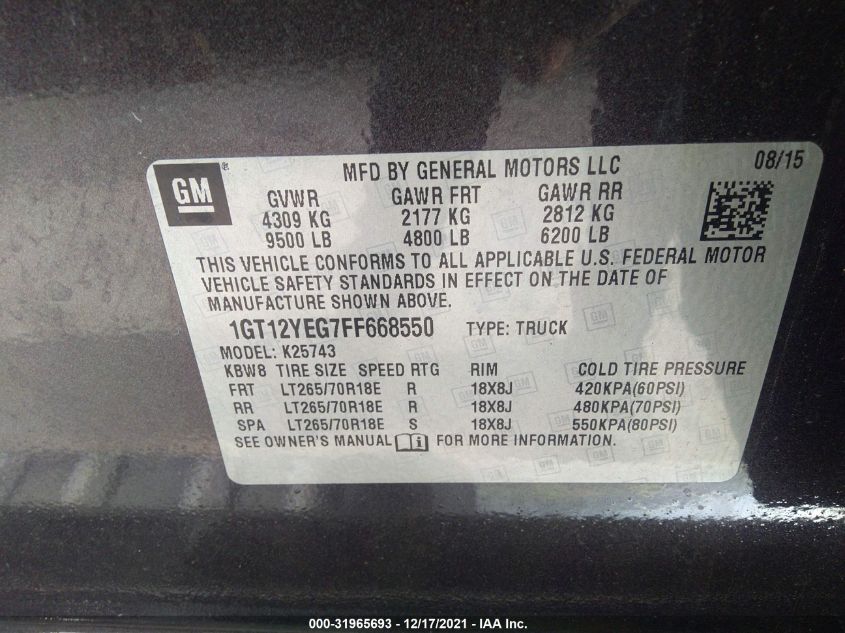 GM®
MFD BY GENERAL MOTORS LLC 08/15
GVWR GAWR FRT GAWR RR
4309 KG 2177 KG 2812 KG
9500 LB 4800 LB 6200 LB
THIS VEHICLE CONFORMS TO ALL APPLICABLE U.S. FEDERAL MOTOR
VEHICLE SAFETY STANDARDS IN EFFECT ON THE DATE OF
MANUFACTURE SHOWN ABOVE.
1GT12YEG7FF668550 TYPE: TRUCK
MODEL: K25743
KBW8 TIRE SIZE SPEED RTG RIM COLD TIRE PRESSURE
FRT LT265/70R18E R 18X8J 420KPA(60PSI)
RR LT265/70R18E R 18X8J 480KPA(70PSI)
SPA LT265/70R18E S 18X8J 550KPA(80PSI)
SEE OWNER'S MANUAL FOR MORE INFORMATION.
000-31965693 - 12/17/2021 - IAA Inc.